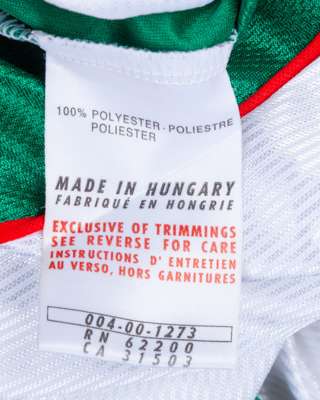 100% POLYESTER - POLIESTRE
POLIESTER
MADE IN HUNGARY
FABRIQUÉ EN HONGRIE
EXCLUSIVE OF TRIMMINGS
SEE REVERSE FOR CARE
INSTRUCTIONS D' ENTRETIEN
AU VERSO, HORS GARNITURES
004-00-1273
RN 62200
CA 31503